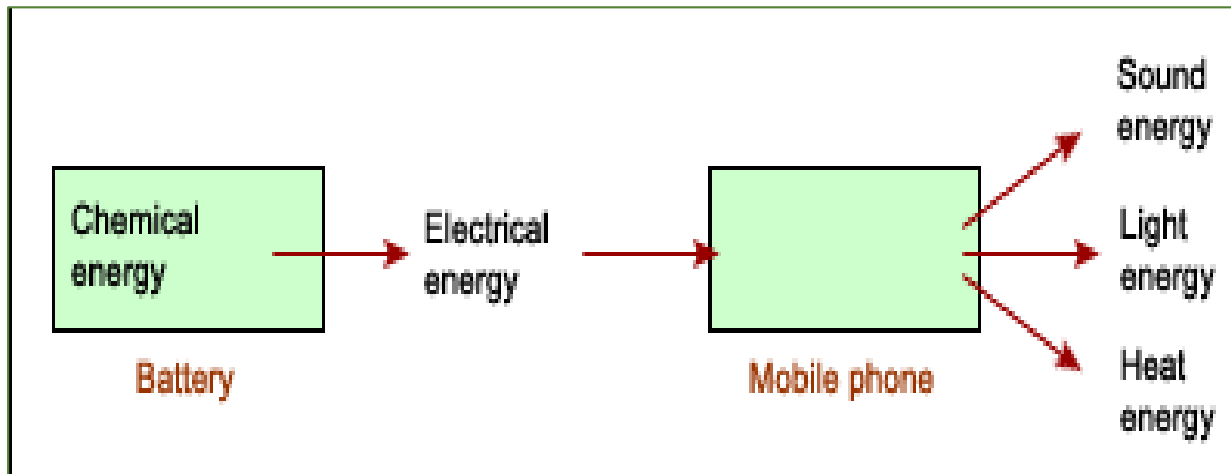 Sound
energy
Chemical
energy
Electrical
energy
Light
energy
Battery
Mobile phone
Heat
energy